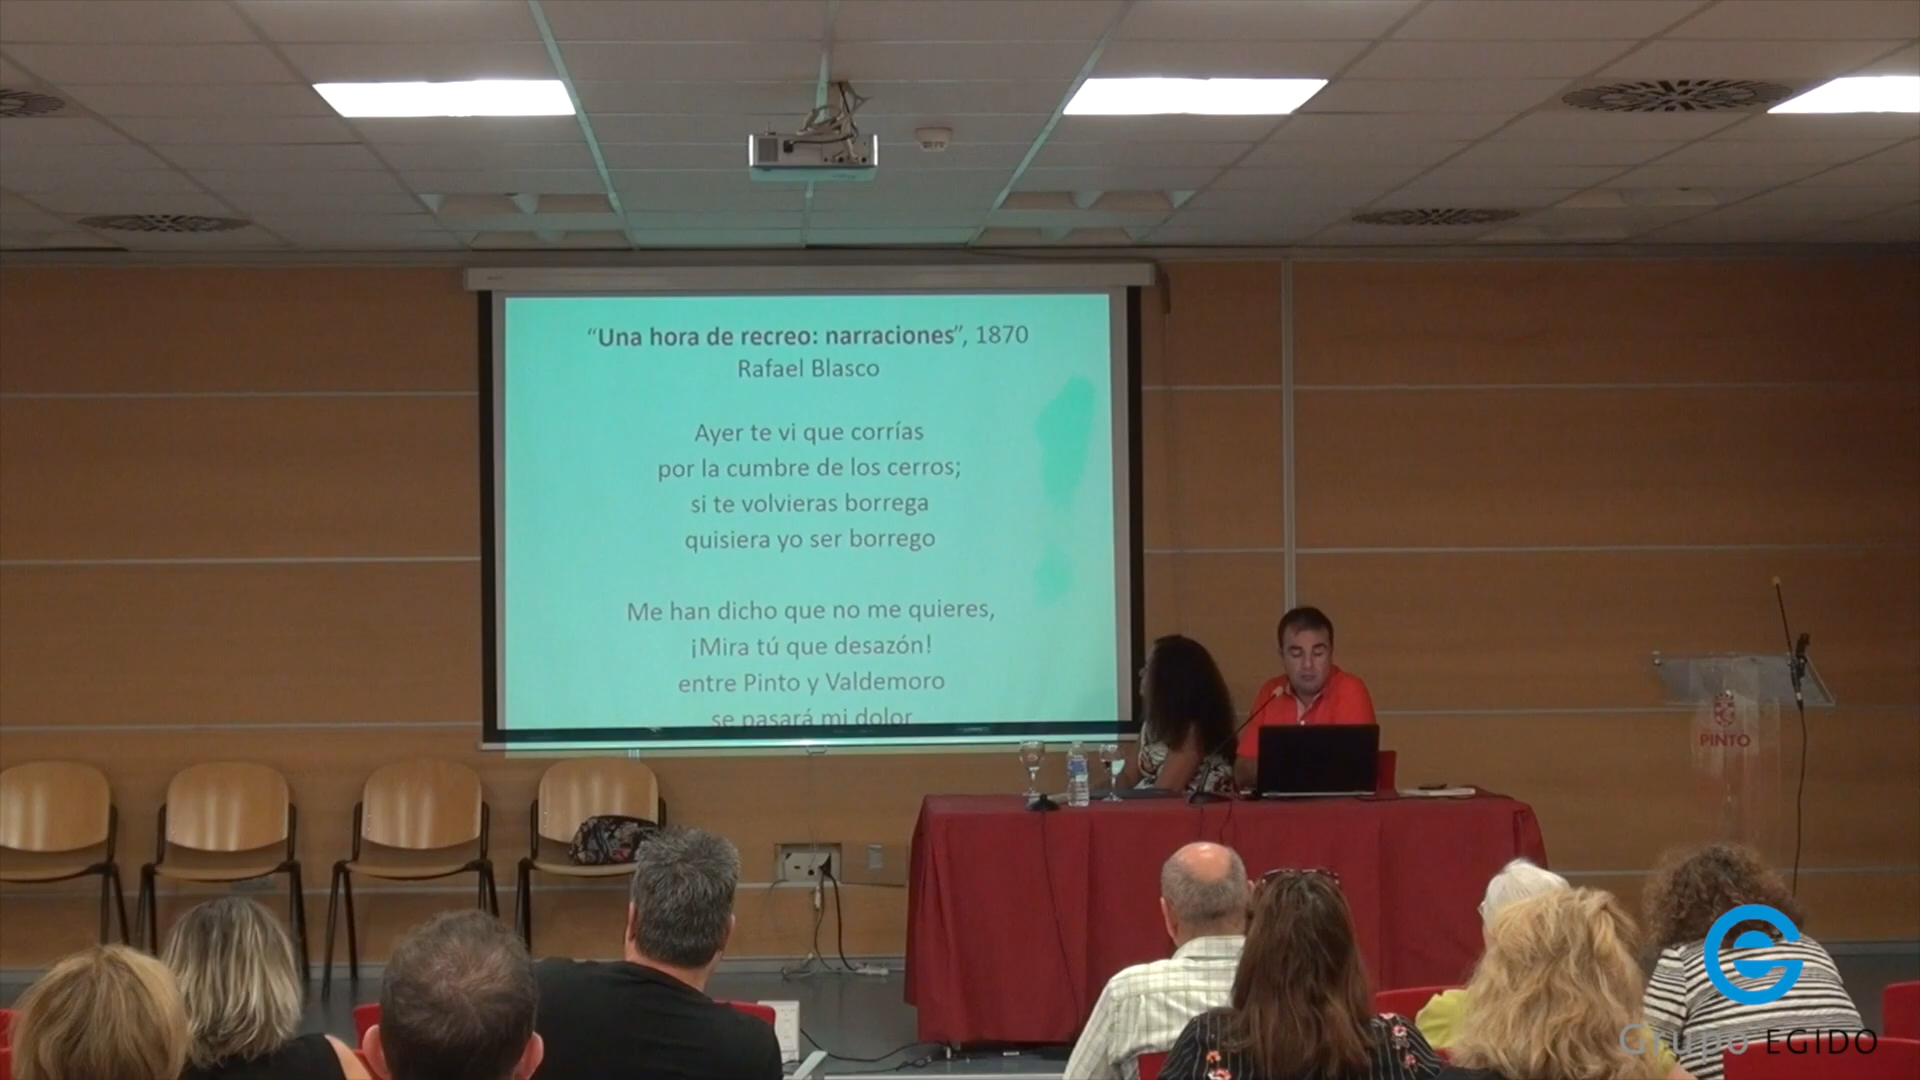 “Una hora de recreo: narraciones”, 1870
Rafael Blasco
Ayer te vi que corrías
por la cumbre de los cerros;
si te volvieras borrega
quisiera yo ser borrego
Me han dicho que no me quieres,
¡Mira tú que desazón!
entre Pinto y Valdemoro
se pasará mi dolor
PINTO
Grupo EGIDO